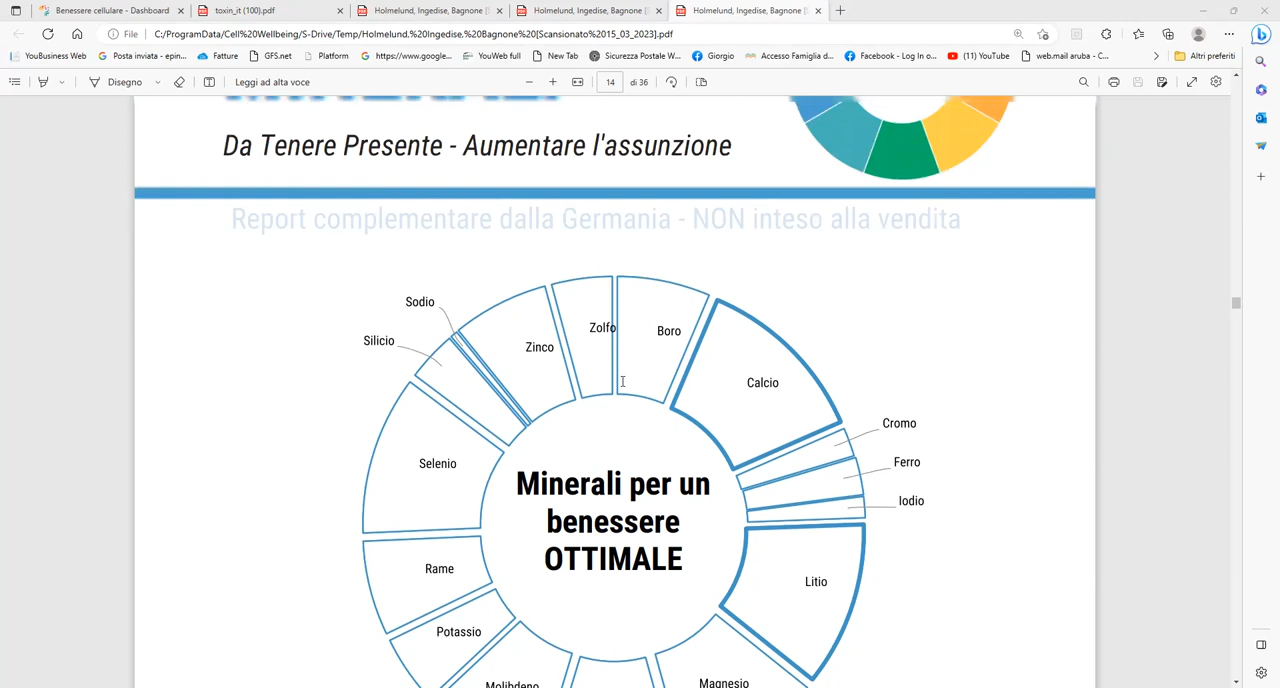 Benessere cellulare - Dashboard
toxin_it (100).pdf
Holmelund, Ingedise, Bagnone [S
Holmelund, Ingedise, Bagnone [S
Holmelund, Ingedise, Bagnone [S
File
C:/ProgramData/Cell%20Wellbeing/S-Drive/Temp/Holmelund,%20Ingedise,%20Bagnone%20[Scansionato%2015_03_2023].pdf
YouBusiness Web
Posta inviata - epin...
Fatture
GFS.net
Platform
https://www.google...
YouWeb full
New Tab
Sicurezza Postale W...
Giorgio
Accesso Famiglia d...
Facebook - Log In o...
(11) YouTube
web.mail aruba - C...
Altri preferiti
Disegno
Leggi ad alta voce
14
di 36
Da Tenere Presente - Aumentare l'assunzione
Report complementare dalla Germania - NON inteso alla vendita
Sodio
Silicio
Zinco
Zolfo
Boro
Calcio
Cromo
Ferro
Iodio
Selenio
Minerali per un
benessere
OTTIMALE
Rame
Litio
Potassio
Molibdeno
Magnesio